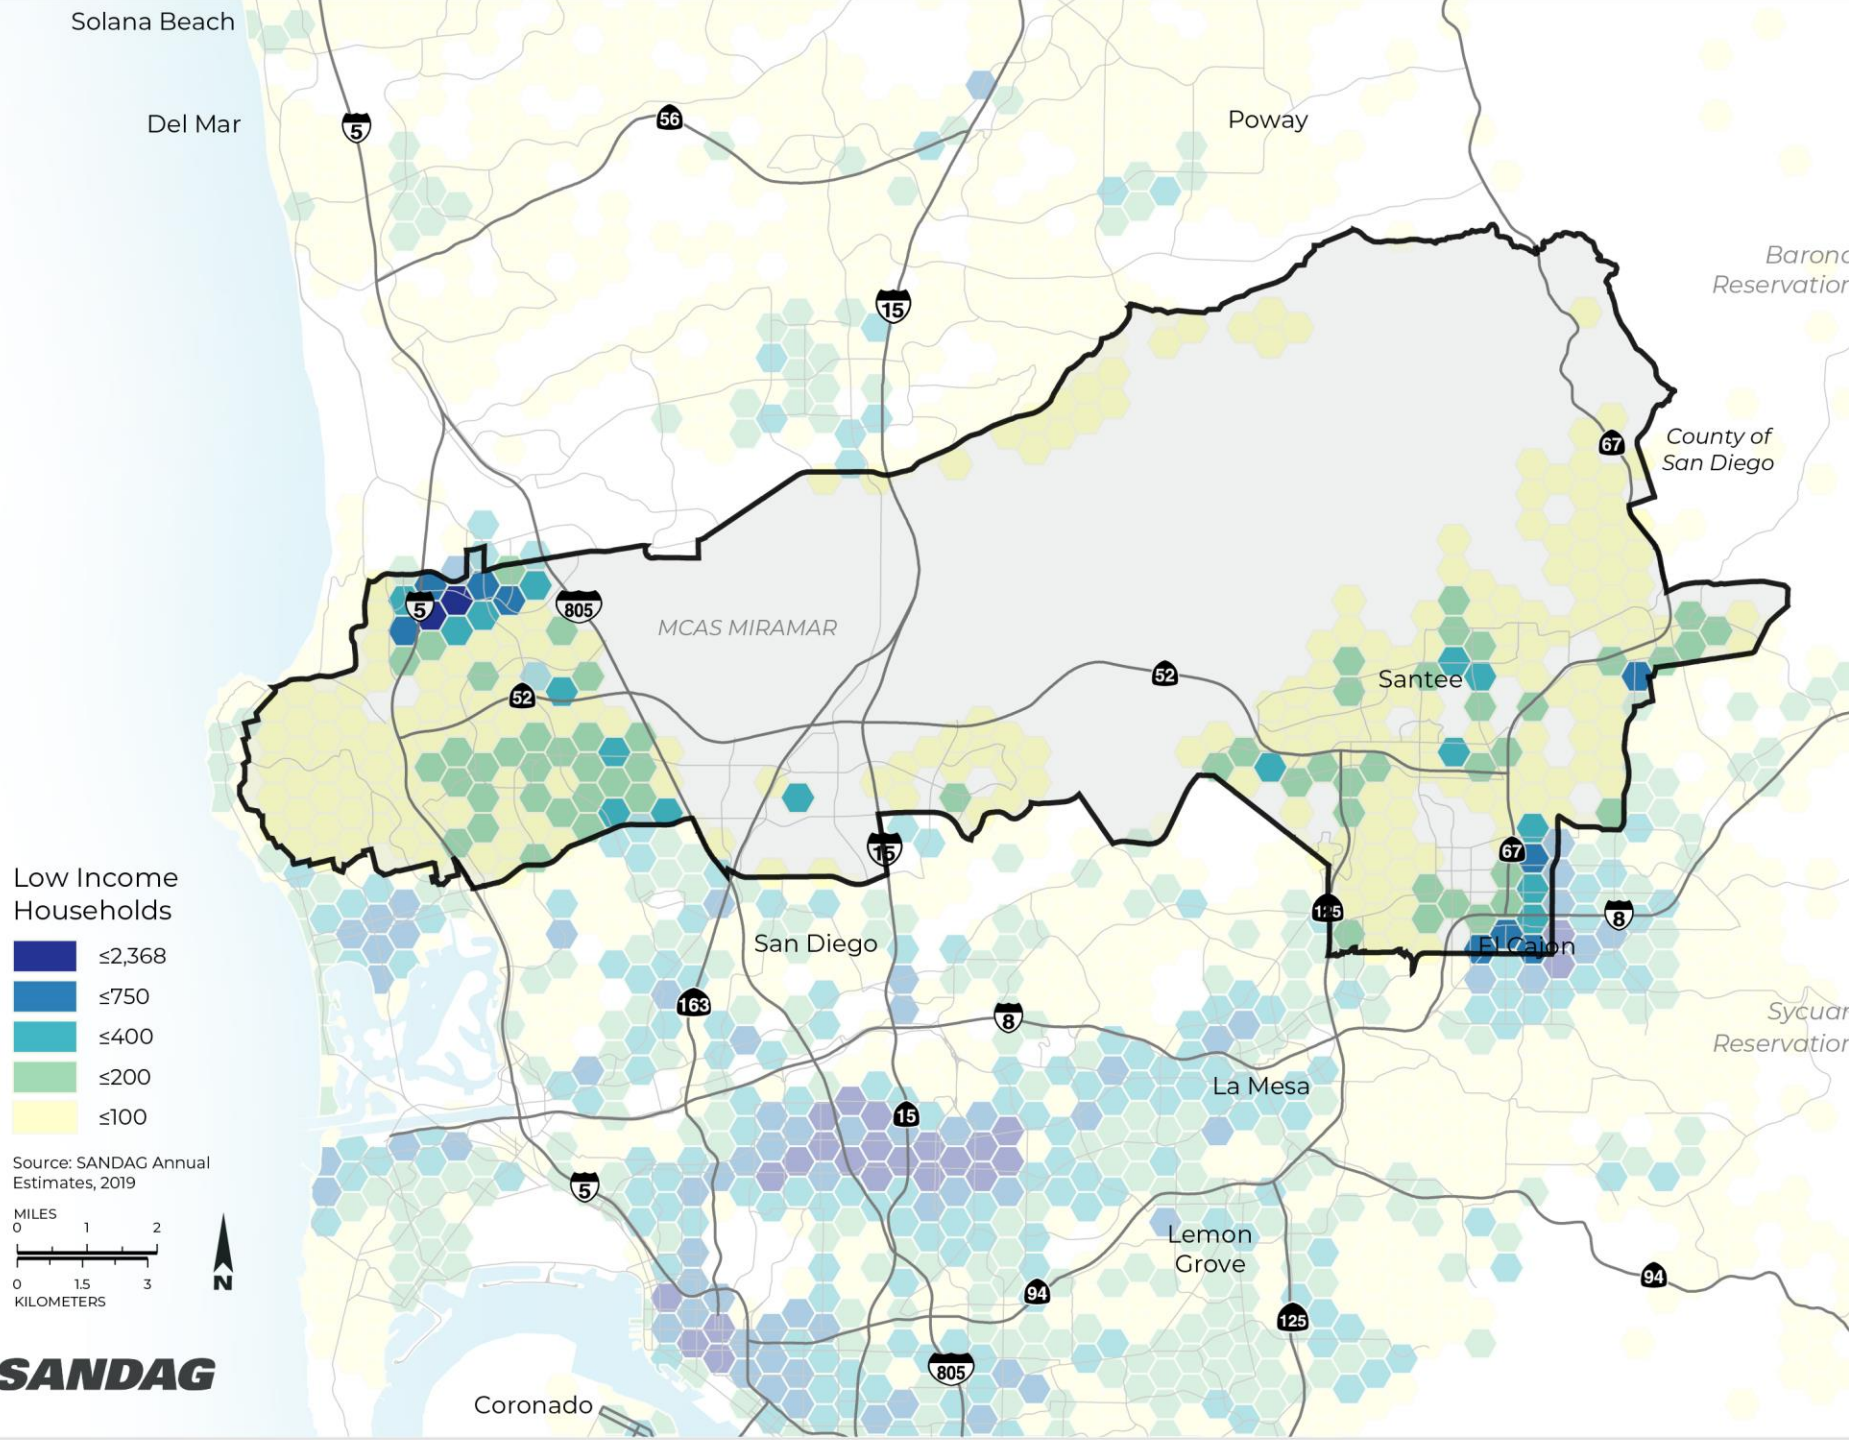 Solana Beach
Del Mar
5
56
Poway
15
Barona
Reservation
67
County of
San Diego
5
805
MCAS MIRAMAR
52
52
Santee
15
67
125
8
El Cajon
San Diego
163
8
Sycuan
Reservation
La Mesa
15
5
Lemon
Grove
94
94
125
805
Coronado
Low Income
Households
≤2,368
≤750
≤400
≤200
≤100
Source: SANDAG Annual
Estimates, 2019
MILES
0 1 2
0 1.5 3
KILOMETERS
N
SANDAG